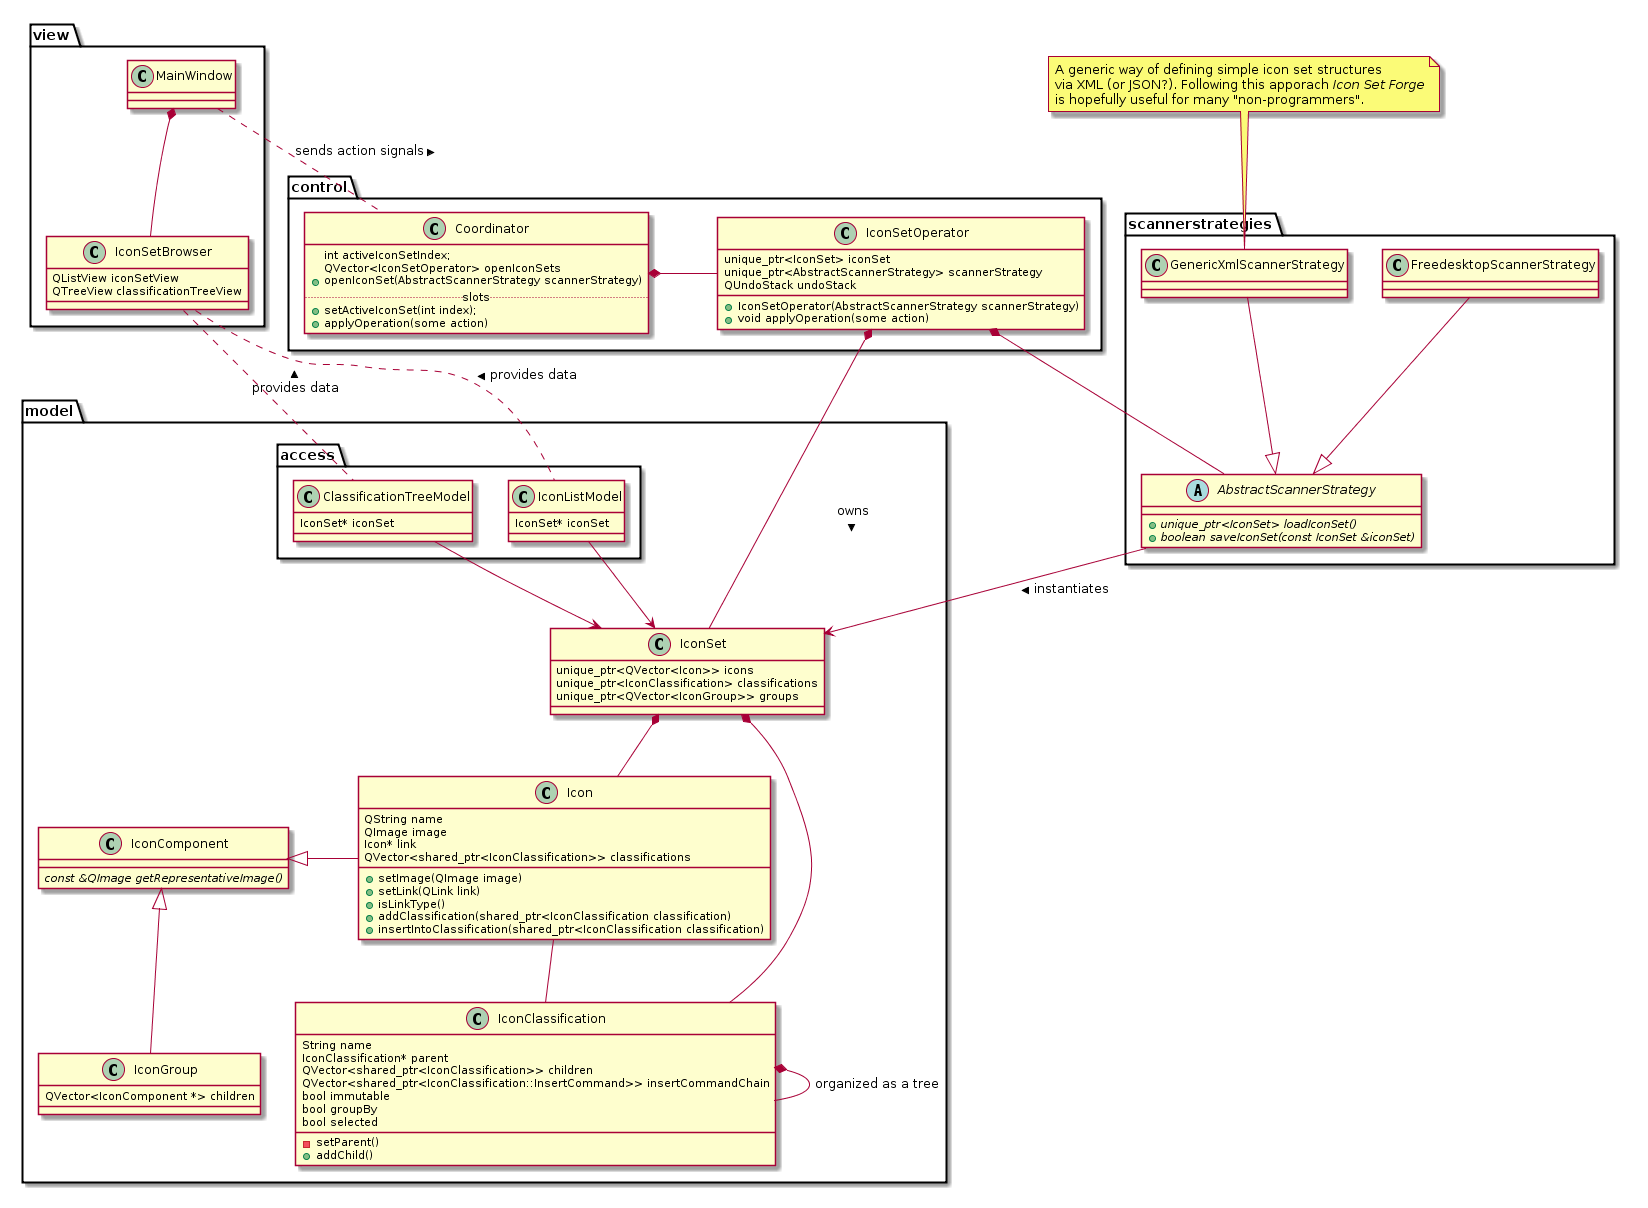 view
C MainWindow
A generic way of defining simple icon set structures
via XML (or JSON?). Following this apporach Icon Set Forge
is hopefully useful for many "non-programmers".
sends action signals ►
control
C Coordinator
int activeIconSetIndex;
QVector<IconSetOperator> openIconSets
openIconSet(AbstractScannerStrategy scannerStrategy)
slots
setActiveIconSet(int index);
applyOperation(some action)
C IconSetOperator
unique_ptr<IconSet> iconSet
unique_ptr<AbstractScannerStrategy> scannerStrategy
QUndoStack undoStack
IconSetOperator(AbstractScannerStrategy scannerStrategy)
void applyOperation(some action)
scannerstrategies
C GenericXmlScannerStrategy
C FreedesktopScannerStrategy
C IconSetBrowser
QListView iconSetView
QTreeView classificationTreeView
▲
provides data
◄ provides data
model
access
C ClassificationTreeModel
IconSet* iconSet
C IconListModel
IconSet* iconSet
owns
▼
A AbstractScannerStrategy
unique_ptr<IconSet> loadIconSet()
boolean saveIconSet(const IconSet &iconSet)
◄ instantiates
C IconSet
unique_ptr<QVector<Icon>> icons
unique_ptr<IconClassification> classifications
unique_ptr<QVector<IconGroup>> groups
C Icon
QString name
QImage image
Icon* link
QVector<shared_ptr<IconClassification>> classifications
setImage(QImage image)
setLink(QLink link)
isLinkType()
addClassification(shared_ptr<IconClassification classification)
insertIntoClassification(shared_ptr<IconClassification classification)
C IconComponent
const &QImage getRepresentativeImage()
C IconGroup
QVector<IconComponent *> children
C IconClassification
String name
IconClassification* parent
QVector<shared_ptr<IconClassification>> children
QVector<shared_ptr<IconClassification::InsertCommand>> insertCommandChain
bool immutable
bool groupBy
bool selected
setParent()
addChild()
organized as a tree